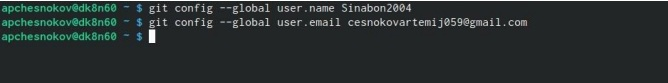 apchesnokov@dk8n60 ~ $ git config --global user.name Sinabon2004
apchesnokov@dk8n60 ~ $ git config --global user.email cesnokovartemij059@gmail.com
apchesnokov@dk8n60 ~ $